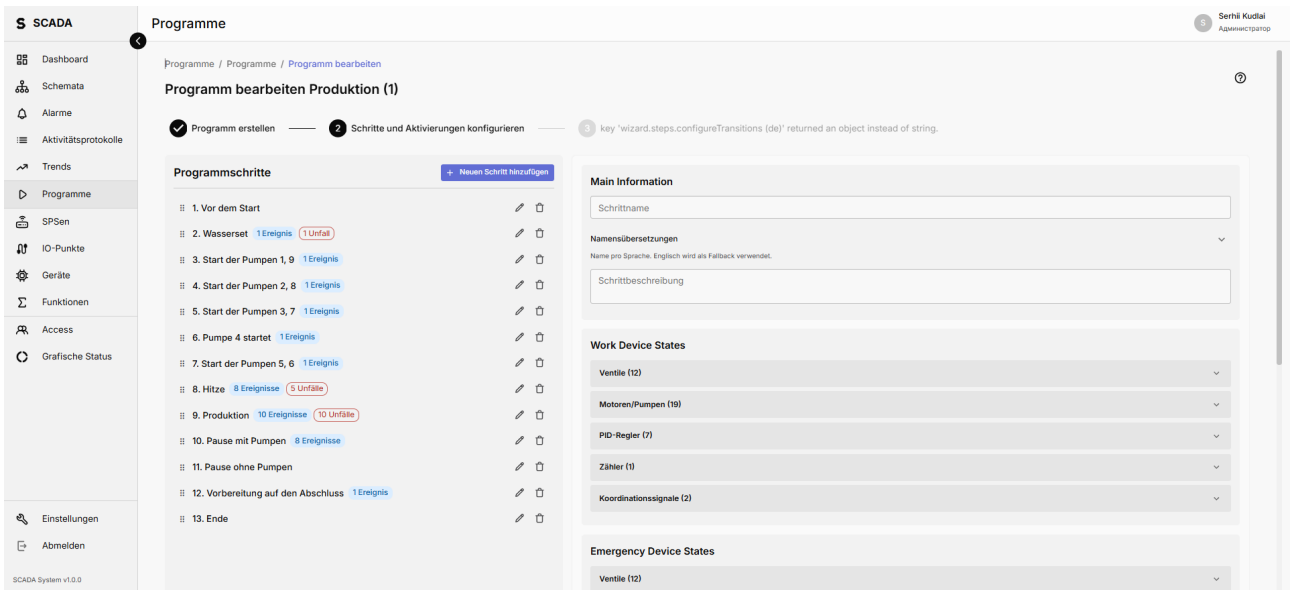 S SCADA
Programme
S
Serhii Kudlai
Администратор
Dashboard
Schemata
Alarme
Aktivitätsprotokolle
Trends
Programme
SPSen
IO-Punkte
Geräte
Funktionen
Access
Grafische Status
Einstellungen
Abmelden
SCADA System v1.0.0
Programme / Programme / Programm bearbeiten
Programm bearbeiten Produktion (1)
Programm erstellen
2 Schritte und Aktivierungen konfigurieren
3 key 'wizard.steps.configureTransitions (de)' returned an object instead of string.
Programmschritte
+ Neuen Schritt hinzufügen
1. Vor dem Start
2. Wasserset 1 Ereignis 1 Unfall
3. Start der Pumpen 1, 9 1 Ereignis
4. Start der Pumpen 2, 8 1 Ereignis
5. Start der Pumpen 3, 7 1 Ereignis
6. Pumpe 4 startet 1 Ereignis
7. Start der Pumpen 5, 6 1 Ereignis
8. Hitze 8 Ereignisse 5 Unfälle
9. Produktion 10 Ereignisse 10 Unfälle
10. Pause mit Pumpen 8 Ereignisse
11. Pause ohne Pumpen
12. Vorbereitung auf den Abschluss 1 Ereignis
13. Ende
Main Information
Schrittname
Namensübersetzungen
Name pro Sprache. Englisch wird als Fallback verwendet.
Schrittbeschreibung
Work Device States
Ventile (12)
Motoren/Pumpen (19)
PID-Regler (7)
Zähler (1)
Koordinationssignale (2)
Emergency Device States
Ventile (12)